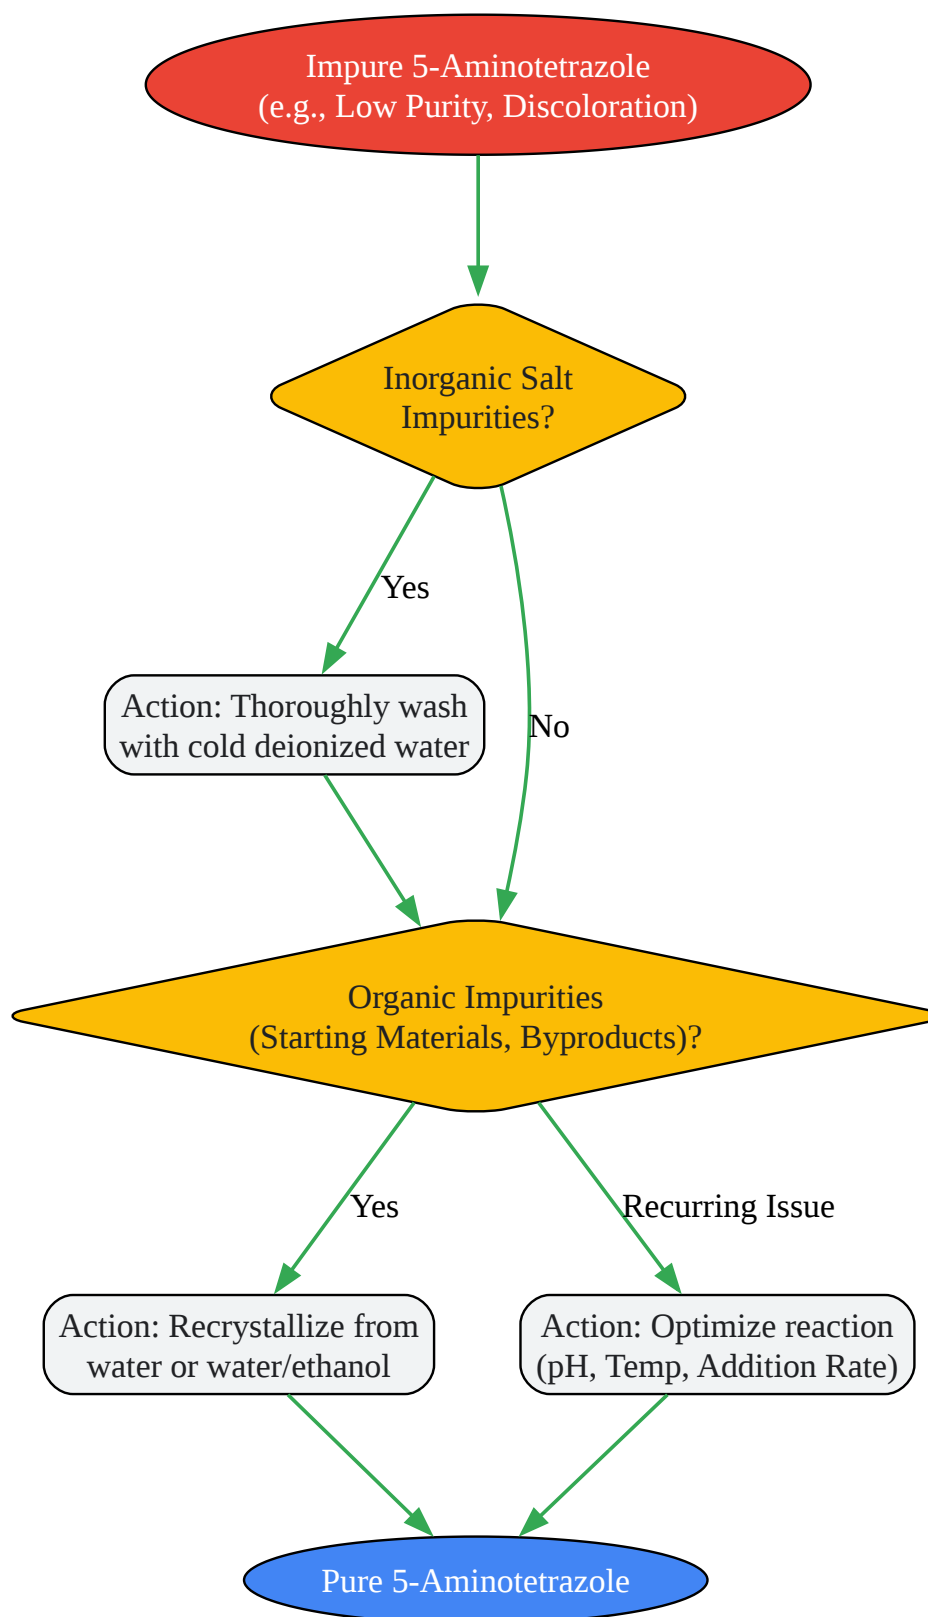 Impure 5-Aminotetrazole
(e.g., Low Purity, Discoloration)
Inorganic Salt
Impurities?
Yes
Action: Thoroughly wash
with cold deionized water
No
Organic Impurities
(Starting Materials, Byproducts)?
Yes
Recurring Issue
Action: Recrystallize from
water or water/ethanol
Action: Optimize reaction
(pH, Temp, Addition Rate)
Pure 5-Aminotetrazole